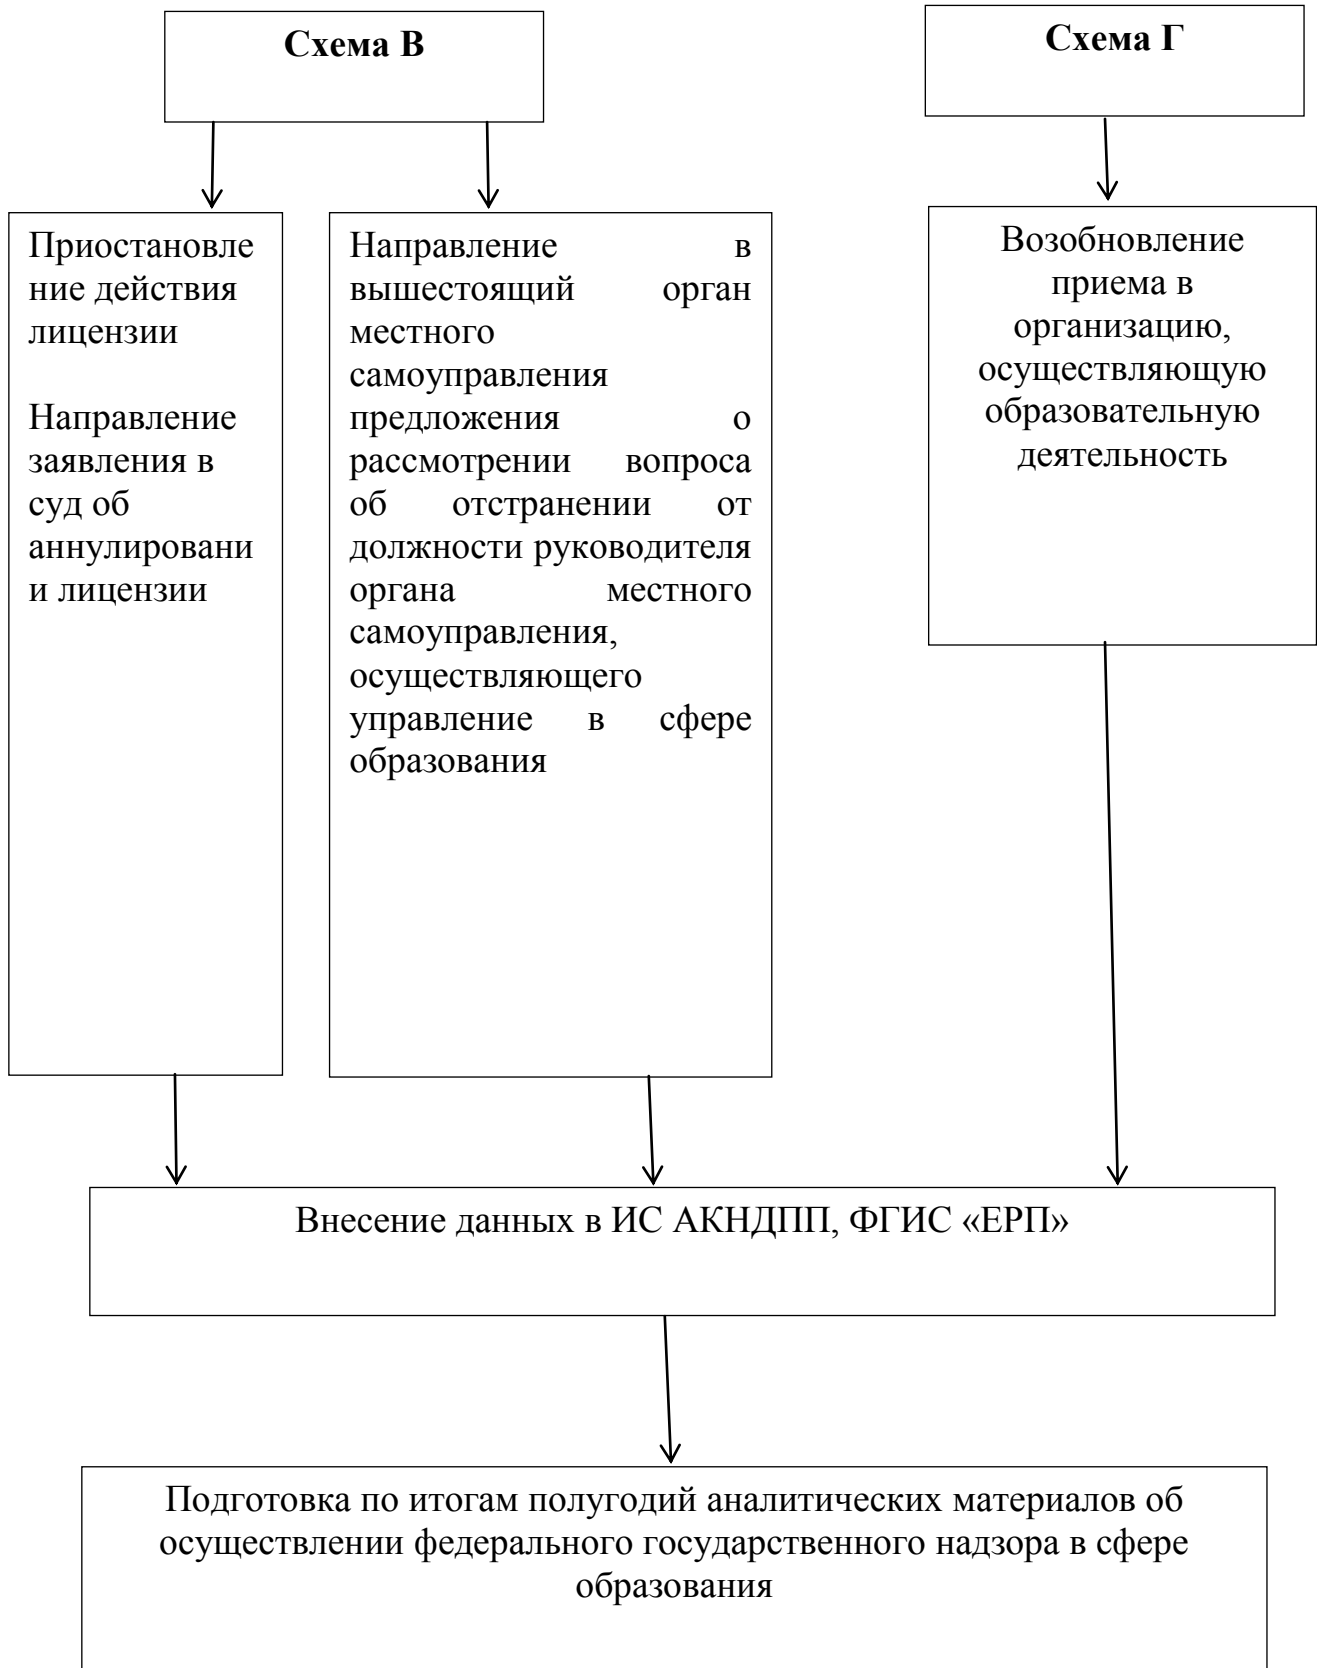 Схема В
Схема Г
Приостановле
ние действия
лицензии
Направление
заявления в
суд об
аннулировани
и лицензии
Направление в
вышестоящий орган
местного
самоуправления
предложения о
рассмотрении вопроса
об отстранении от
должности руководителя
органа местного
самоуправления,
осуществляющего
управление в сфере
образования
Возобновление
приема в
организацию,
осуществляющую
образовательную
деятельность
Внесение данных в ИС АКНДПП, ФГИС «ЕРП»
Подготовка по итогам полугодий аналитических материалов об
осуществлении федерального государственного надзора в сфере
образования